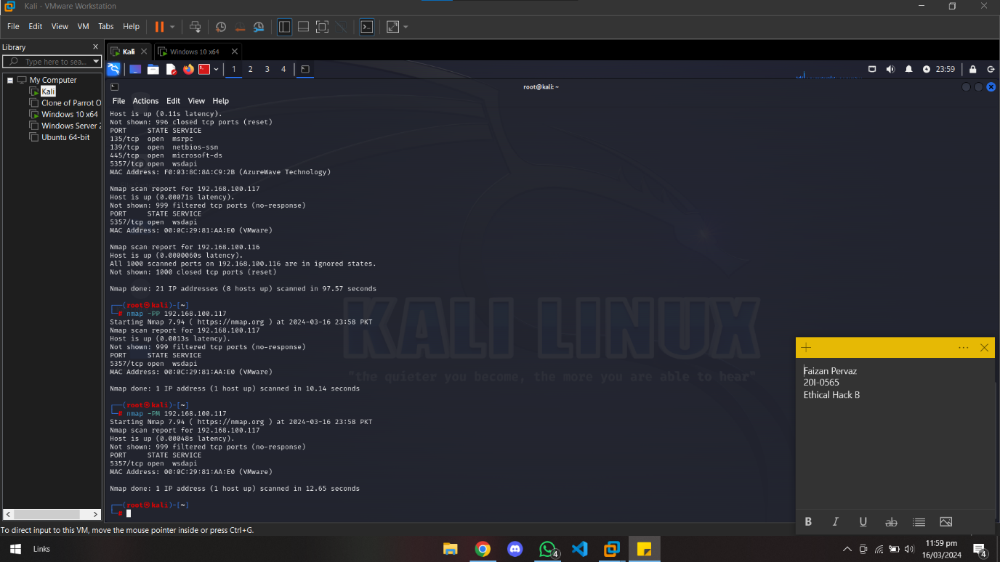 Kali - VMware Workstation
File Edit View VM Tabs Help
Library
Type here to sea...
My Computer
Kali
Clone of Parrot O
Windows 10 x64
Windows Server 2
Ubuntu 64-bit
Kali
Windows 10 x64
1 2 3 4
23:59
root@kali: ~
File Actions Edit View Help
Host is up (0.11s latency).
Not shown: 996 closed tcp ports (reset)
PORT STATE SERVICE
135/tcp open msrpc
139/tcp open netbios-ssn
445/tcp open microsoft-ds
5357/tcp open wsdapi
MAC Address: F0:03:8C:8A:C9:2B (AzureWave Technology)
Nmap scan report for 192.168.100.117
Host is up (0.00071s latency).
Not shown: 999 filtered tcp ports (no-response)
PORT STATE SERVICE
5357/tcp open wsdapi
MAC Address: 00:0C:29:81:AA:E0 (VMware)
Nmap scan report for 192.168.100.116
Host is up (0.0000060s latency).
All 1000 scanned ports on 192.168.100.116 are in ignored states.
Not shown: 1000 closed tcp ports (reset)
Nmap done: 21 IP addresses (8 hosts up) scanned in 97.57 seconds
┌──(root㉿kali)-[~]
└─# nmap -PP 192.168.100.117
Starting Nmap 7.94 ( https://nmap.org ) at 2024-03-16 23:58 PKT
Nmap scan report for 192.168.100.117
Host is up (0.0013s latency).
Not shown: 999 filtered tcp ports (no-response)
PORT STATE SERVICE
5357/tcp open wsdapi
MAC Address: 00:0C:29:81:AA:E0 (VMware)
Nmap done: 1 IP address (1 host up) scanned in 10.14 seconds
┌──(root㉿kali)-[~]
└─# nmap -PM 192.168.100.117
Starting Nmap 7.94 ( https://nmap.org ) at 2024-03-16 23:58 PKT
Nmap scan report for 192.168.100.117
Host is up (0.00048s latency).
Not shown: 999 filtered tcp ports (no-response)
PORT STATE SERVICE
5357/tcp open wsdapi
MAC Address: 00:0C:29:81:AA:E0 (VMware)
Nmap done: 1 IP address (1 host up) scanned in 12.65 seconds
┌──(root㉿kali)-[~]
└─#
KALI LINUX
"the quieter you become, the more you are able to hear"
Faizan Pervaz
20I-0565
Ethical Hack B
B I U ab
To direct input to this VM, move the mouse pointer inside or press Ctrl+G.
Links
4
11:59 pm
16/03/2024
4